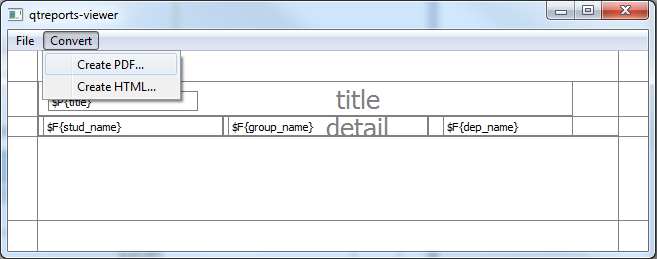 qtreports-viewer
File Convert
Create PDF...
Create HTML...
$P{title}
title
$F{stud_name} $F{group_name} $F{dep_name}
detail